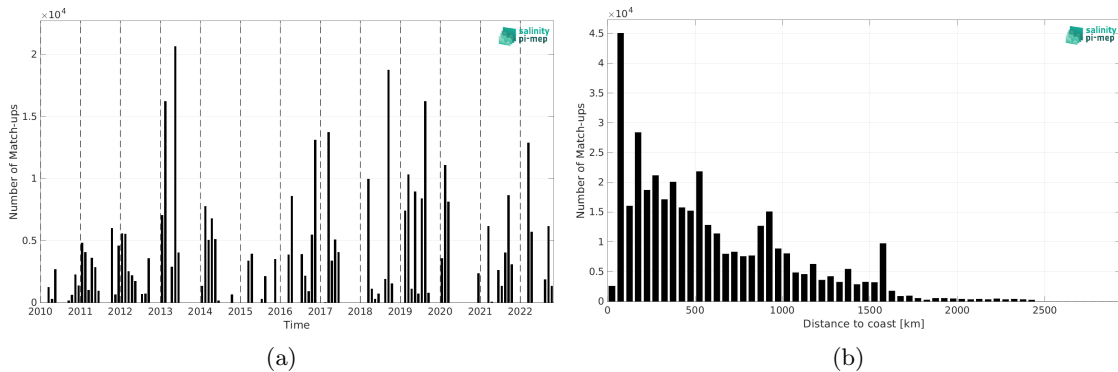 ×10⁴
2
1.5
1
0.5
0
Number of Match-ups
2010 2011 2012 2013 2014 2015 2016 2017 2018 2019 2020 2021 2022
Time
salinity
pi-mep
(a)
×10⁴
4.5
4
3.5
3
2.5
2
1.5
1
0.5
0
Number of Match-ups
0 500 1000 1500 2000 2500
Distance to coast [km]
salinity
pi-mep
(b)